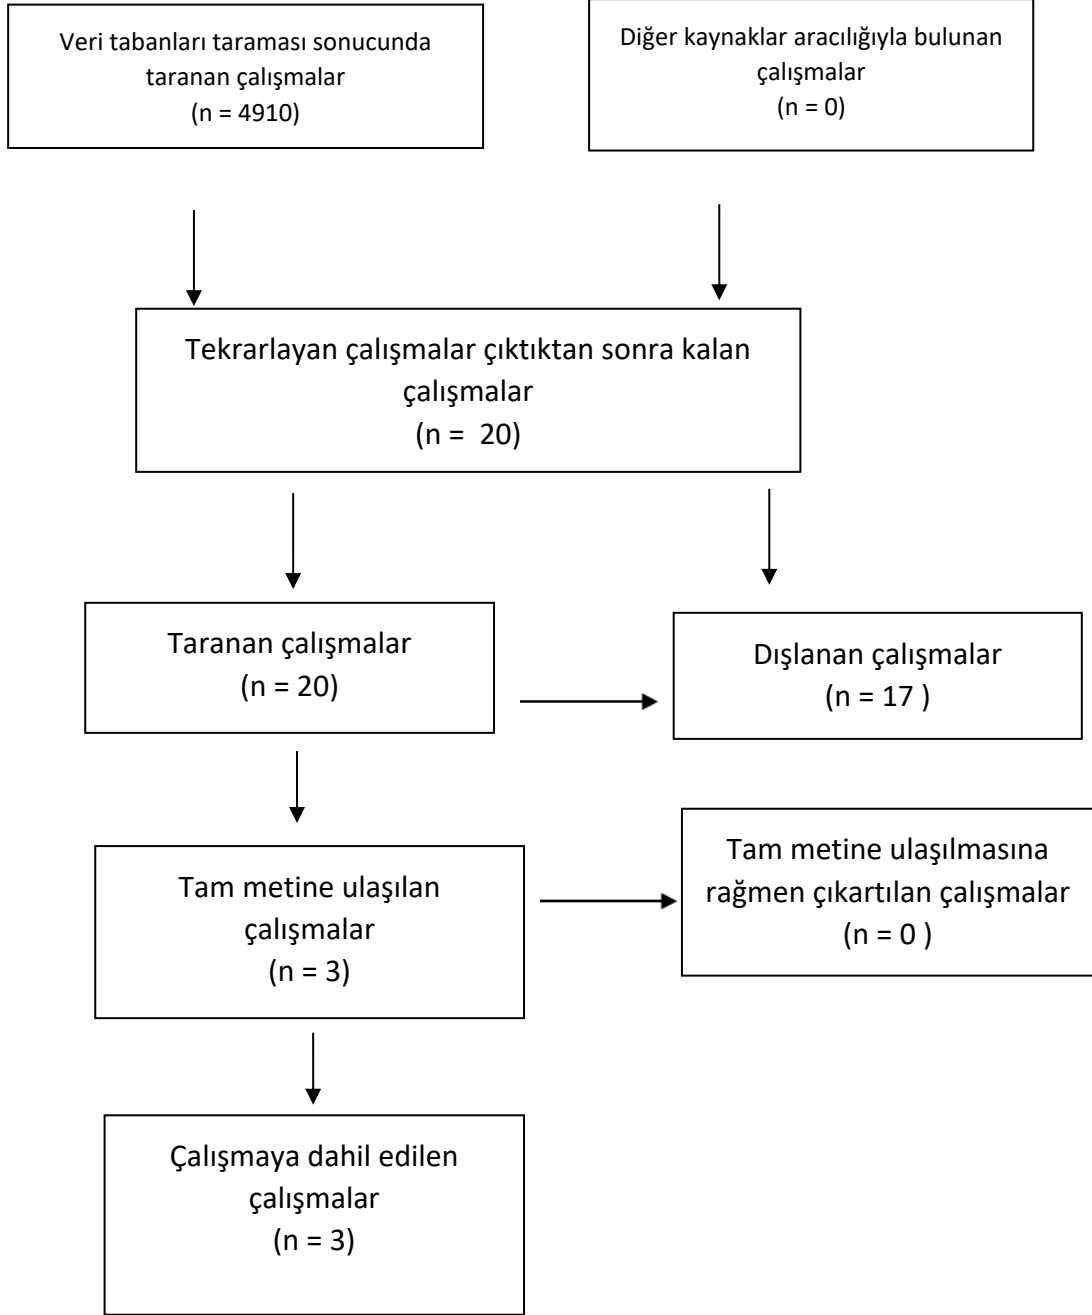 Veri tabanları taraması sonucunda
taranan çalışmalar
(n = 4910)
Diğer kaynaklar aracılığıyla bulunan
çalışmalar
(n = 0)
Tekrarlayan çalışmalar çıktıktan sonra kalan
çalışmalar
(n = 20)
Taranan çalışmalar
(n = 20)
Dışlanan çalışmalar
(n = 17 )
Tam metine ulaşılan
çalışmalar
(n = 3)
Tam metine ulaşılmasına
rağmen çıkartılan çalışmalar
(n = 0 )
Çalışmaya dahil edilen
çalışmalar
(n = 3)